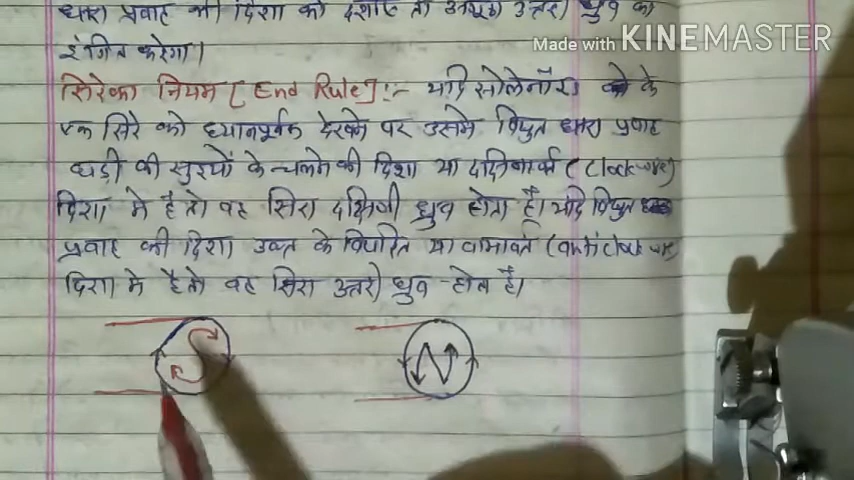 धारा प्रवाह की दिशा को दर्शाए तो अंगूठा उत्तरी ध्रुव को
Made with KINEMASTER
इंगित करेगा।
सिरे का नियम [End Rule]:- यदि सोलेनॉइड के
एक सिरे को ध्यानपूर्वक देखने पर उसमे विद्युत धारा प्रवाह
घड़ी की सुइयों के चलने की दिशा या दक्षिणावर्त (Clockwise)
दिशा मे है तो वह सिरा दक्षिणी ध्रुव होता है। यदि विद्युत
प्रवाह की दिशा उक्त के विपरित या वामावर्त (anticlockwise)
दिशा मे है तो वह सिरा उत्तरी ध्रुव होता है।
S N